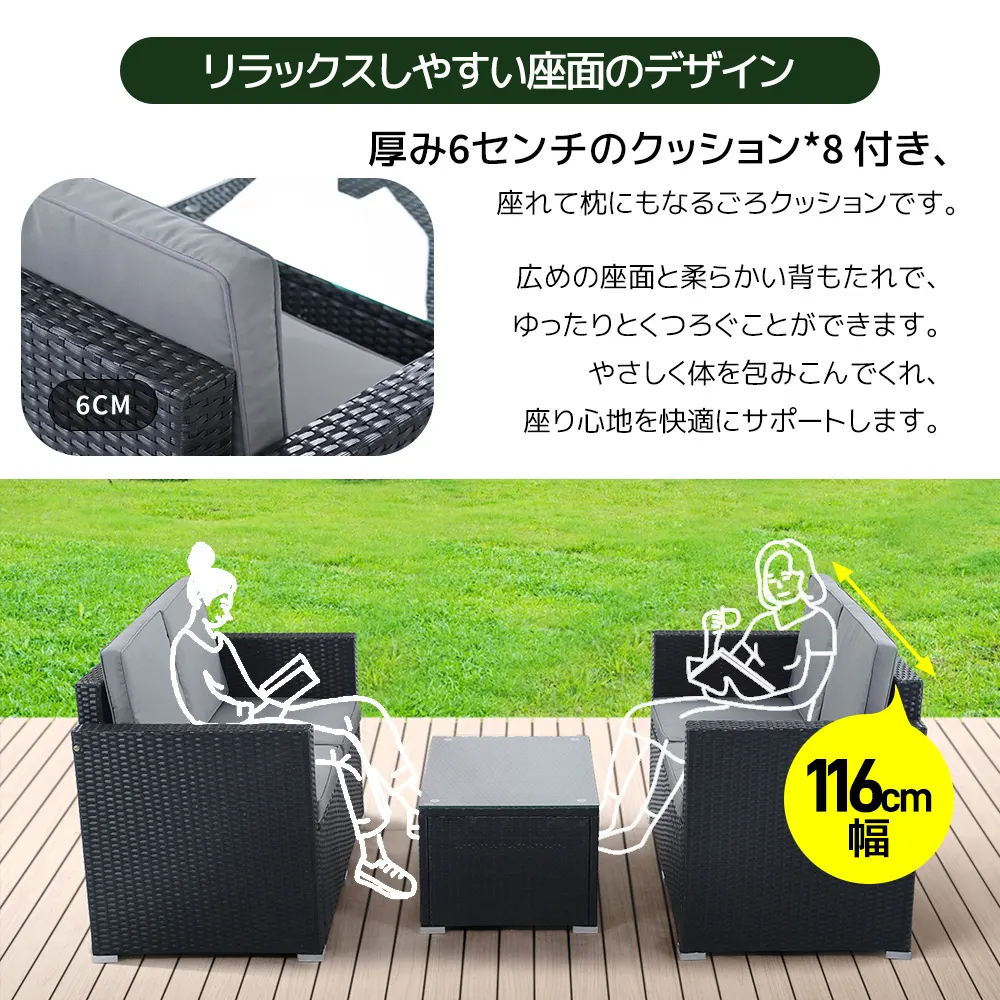 リラックスしやすい座面のデザイン
厚み6センチのクッション*8 付き、
座れて枕にもなるごろクッションです。
広めの座面と柔らかい背もたれで、
ゆったりとくつろぐことができます。
やさしく体を包みこんでくれ、
座り心地を快適にサポートします。
6CM
116cm
幅